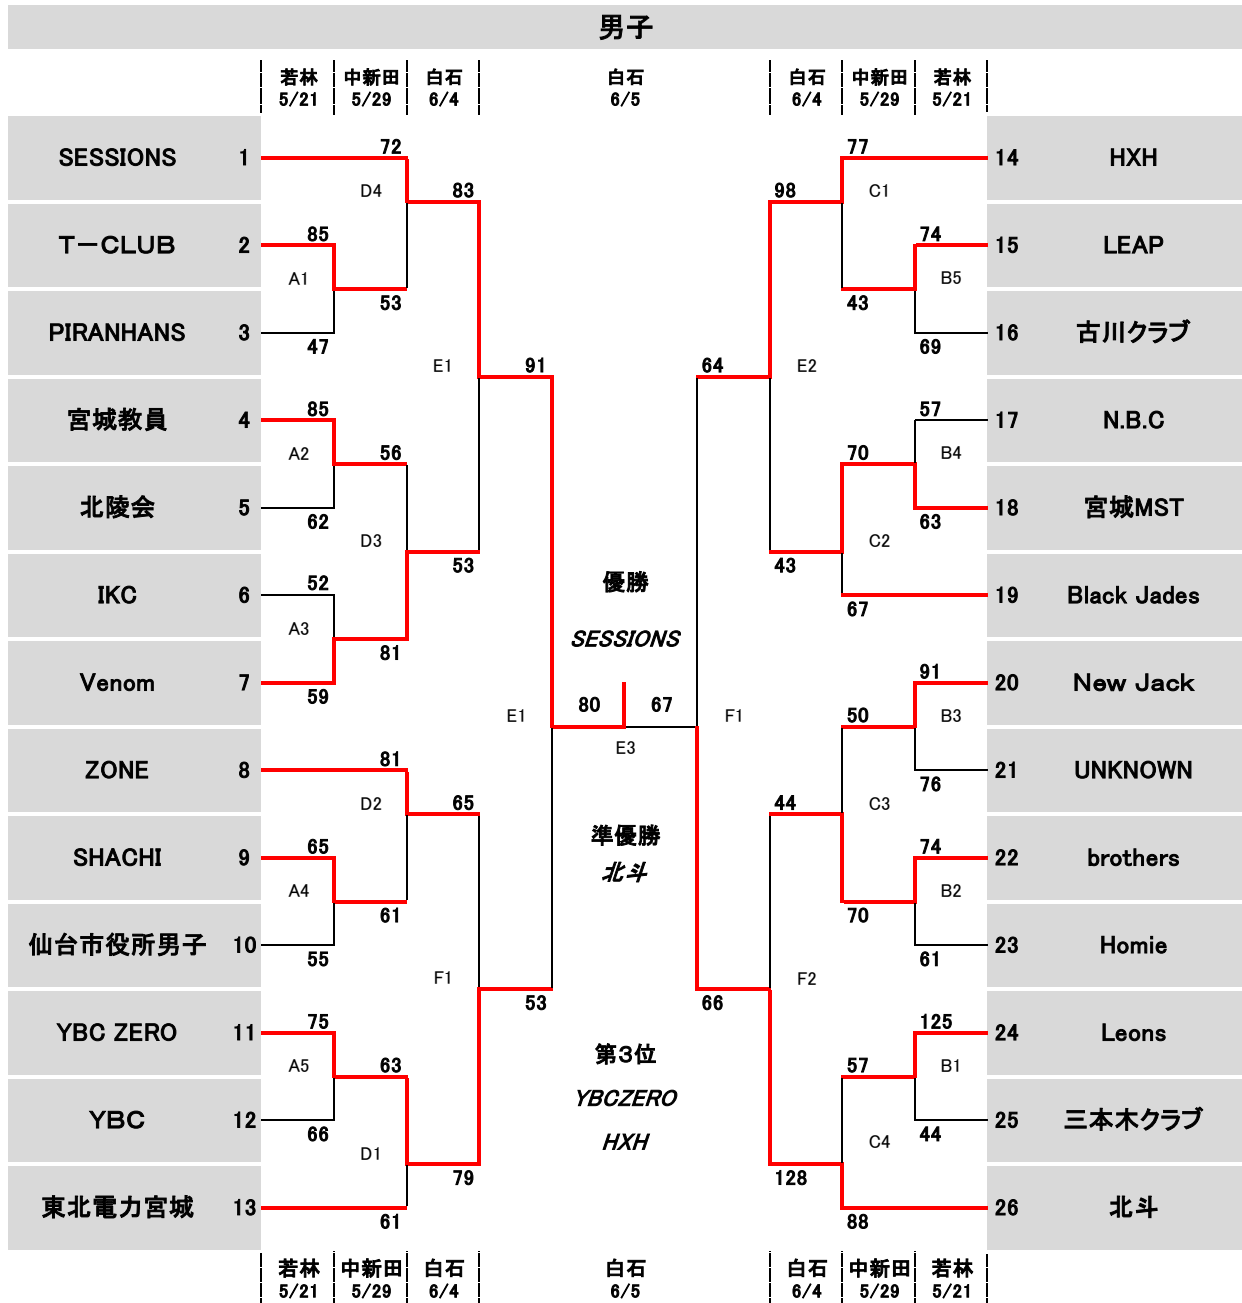 男子
若林 中新田 白石 白石 白石 中新田 若林
5/21 5/29 6/4 6/5 6/4 5/29 5/21
72 77
SESSIONS 1 14 HXH
D4 83 98 C1
85 74
T－CLUB 2 15 LEAP
A1 B5
53 43
PIRANHANS 3 16 古川クラブ
47 69
E1 91 64 E2
85 57
宮城教員 4 17 N.B.C
A2 56 70 B4
北陵会 5 18 宮城MST
62 63
D3 C2
53 43
52 優勝
IKC 6 19 Black Jades
67
A3 SESSIONS
81
Venom 7 20 New Jack
91
59
80 67
E1 50 F1 B3
E3
81
ZONE 8 21 UNKNOWN
76
D2 65 44 C3
準優勝
65 74
SHACHI 9 22 brothers
北斗
A4 B2
61 70
仙台市役所男子 10 23 Homie
55 61
F1 F2
53 66
75 125
YBC ZERO 11 24 Leons
第3位
A5 63 57 B1
YBCZERO
YBC 12 25 三本木クラブ
66 44
HXH
D1 C4
79 128
東北電力宮城 13 26 北斗
61 88
若林 中新田 白石 白石 白石 中新田 若林
5/21 5/29 6/4 6/5 6/4 5/29 5/21